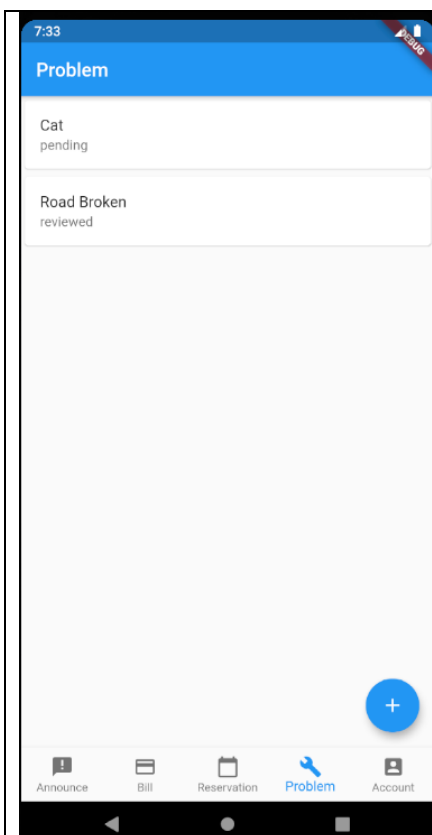 7:33
DEBUG
Problem
Cat
pending
Road Broken
reviewed
Announce
Bill
Reservation
Problem
Account